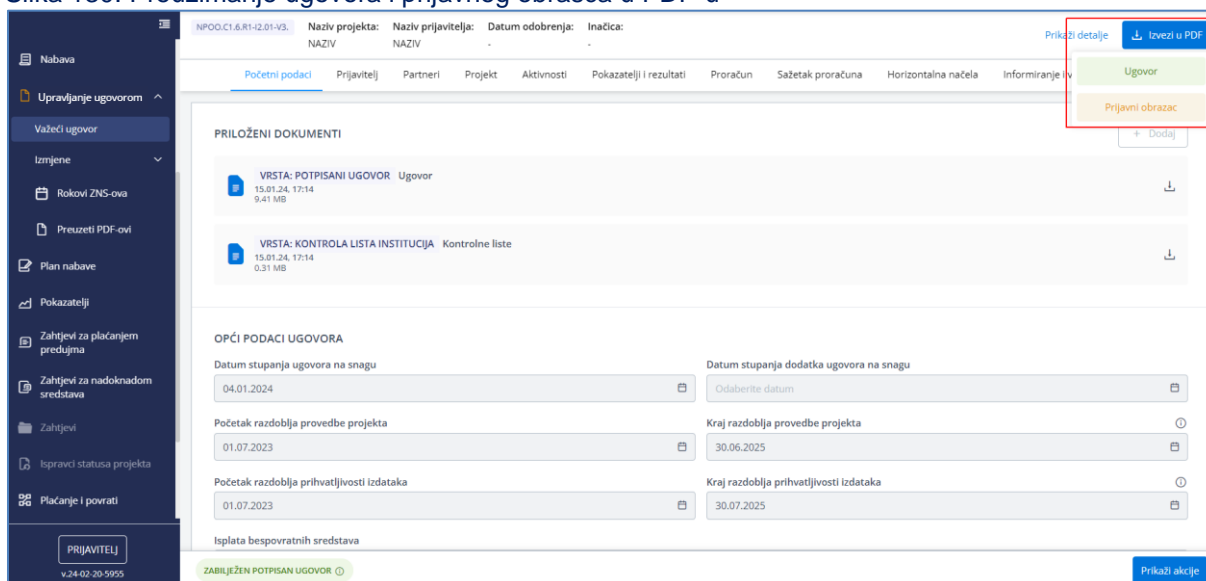 NPOO.C1.6.R1-I2.01-V3.
Naziv projekta: Naziv prijavitelja: Datum odobrenja: Inačica:
NAZIV NAZIV - -
Prikaži detalje
Izvezi u PDF
Ugovor
Prijavni obrazac
Početni podaci Prijavitelj Partneri Projekt Aktivnosti Pokazatelji i rezultati Proračun Sažetak proračuna Horizontalna načela Informiranje i v
Nabava
Upravljanje ugovorom
Važeći ugovor
Izmjene
Rokovi ZNS-ova
Preuzeti PDF-ovi
Plan nabave
Pokazatelji
Zahtjevi za plaćanjem
predujma
Zahtjevi za nadoknadom
sredstava
Zahtjevi
Ispravci statusa projekta
Plaćanje i povrati
PRIJAVITELJ
v.24-02-20-5955
PRILOŽENI DOKUMENTI
+ Dodaj
VRSTA: POTPISANI UGOVOR Ugovor
15.01.24, 17:14
9.41 MB
VRSTA: KONTROLA LISTA INSTITUCIJA Kontrolne liste
15.01.24, 17:14
0.31 MB
OPĆI PODACI UGOVORA
Datum stupanja ugovora na snagu Datum stupanja dodatka ugovora na snagu
04.01.2024 Odaberite datum
Početak razdoblja provedbe projekta Kraj razdoblja provedbe projekta
01.07.2023 30.06.2025
Početak razdoblja prihvatljivosti izdataka Kraj razdoblja prihvatljivosti izdataka
01.07.2023 30.07.2025
Isplata bespovratnih sredstava
ZABILJEŽEN POTPISAN UGOVOR
Prikaži akcije